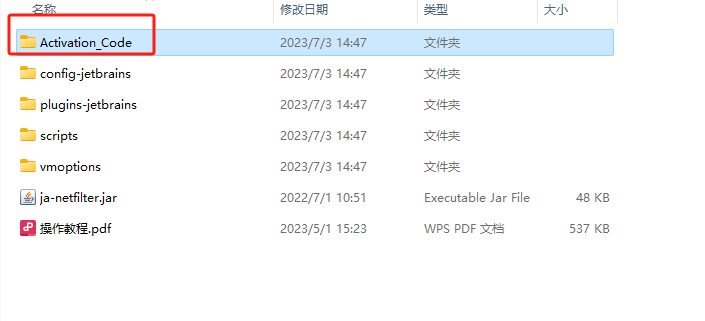 名称 修改日期 类型 大小
Activation_Code 2023/7/3 14:47 文件夹
config-jetbrains 2023/7/3 14:47 文件夹
plugins-jetbrains 2023/7/3 14:47 文件夹
scripts 2023/7/3 14:47 文件夹
vmoptions 2023/7/3 14:47 文件夹
ja-netfilter.jar 2022/7/1 10:51 Executable Jar File 48 KB
操作教程.pdf 2023/5/1 15:23 WPS PDF 文档 537 KB